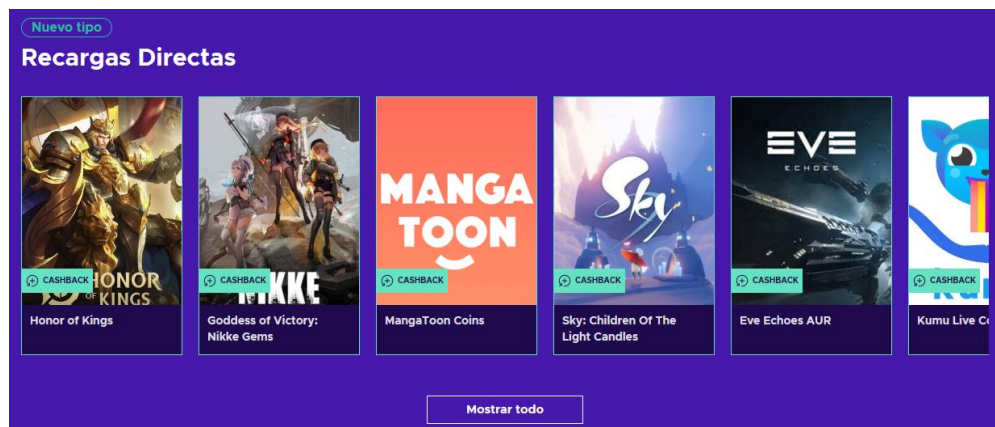 Nuevo tipo
Recargas Directas
CASHBACK
HONOR
OF KINGS
Honor of Kings
CASHBACK
NIKKE
Goddess of Victory:
Nikke Gems
MANGA
TOON
CASHBACK
MangaToon Coins
Sky
CASHBACK
Sky: Children Of The
Light Candles
EVE
ECHOES
CASHBACK
Eve Echoes AUR
CASHBACK
Kumu Live
Mostrar todo